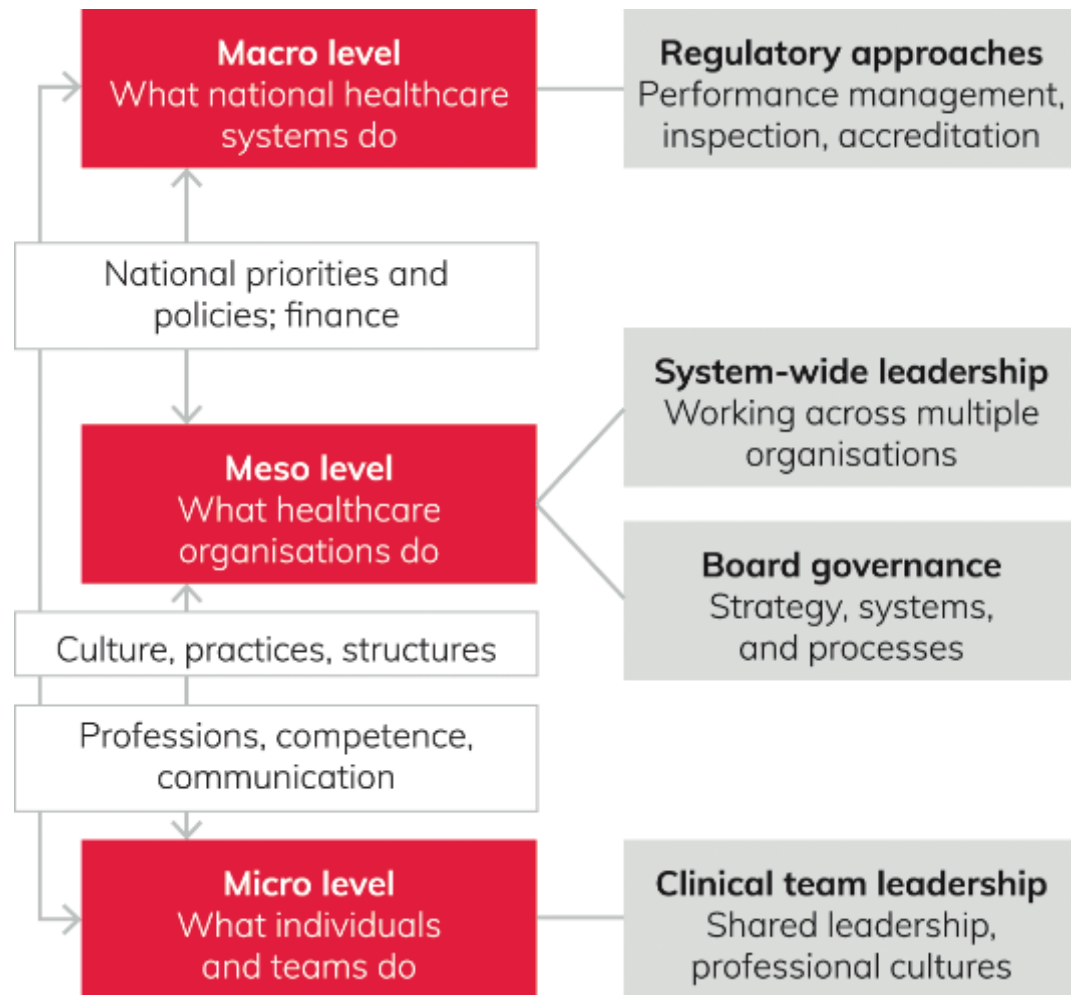 Macro level
What national healthcare
systems do
Regulatory approaches
Performance management,
inspection, accreditation
National priorities and
policies; finance
System-wide leadership
Working across multiple
organisations
Meso level
What healthcare
organisations do
Board governance
Strategy, systems,
and processes
Culture, practices, structures
Professions, competence,
communication
Micro level
What individuals
and teams do
Clinical team leadership
Shared leadership,
professional cultures